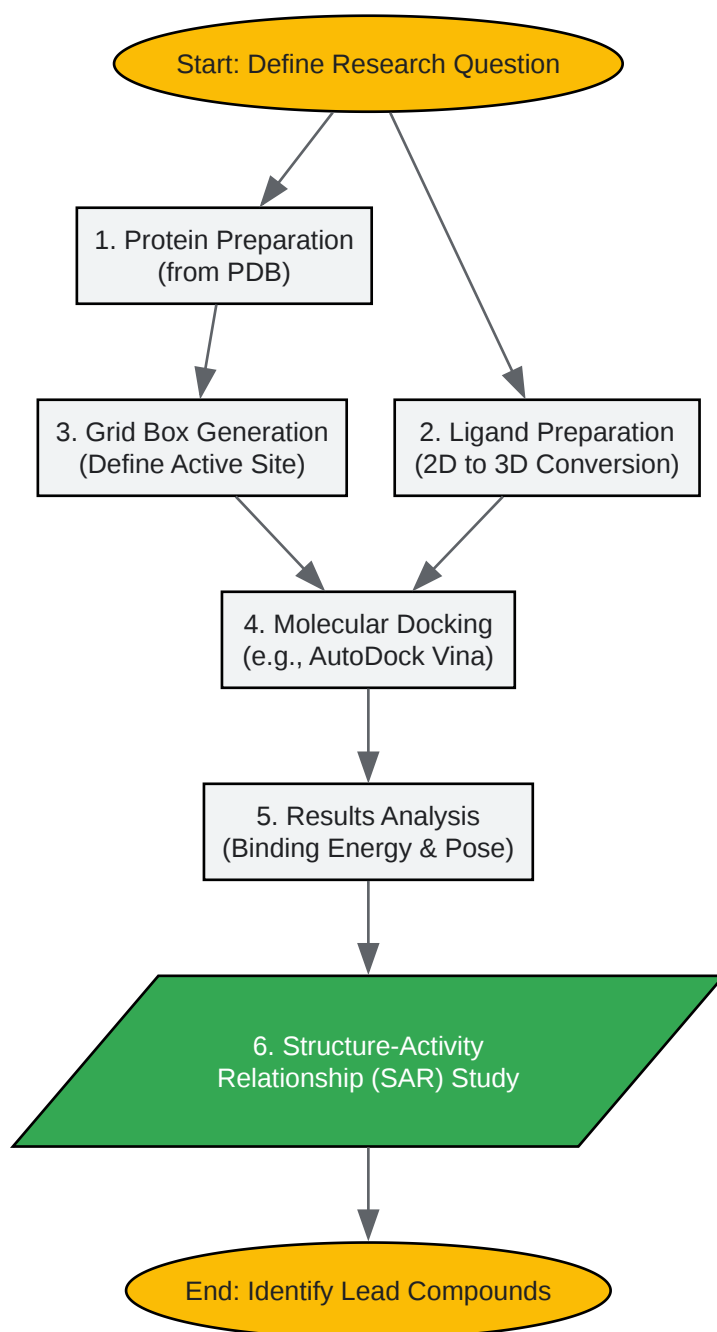 Start: Define Research Question
1. Protein Preparation
(from PDB)
3. Grid Box Generation
(Define Active Site)
2. Ligand Preparation
(2D to 3D Conversion)
4. Molecular Docking
(e.g., AutoDock Vina)
5. Results Analysis
(Binding Energy & Pose)
6. Structure-Activity
Relationship (SAR) Study
End: Identify Lead Compounds